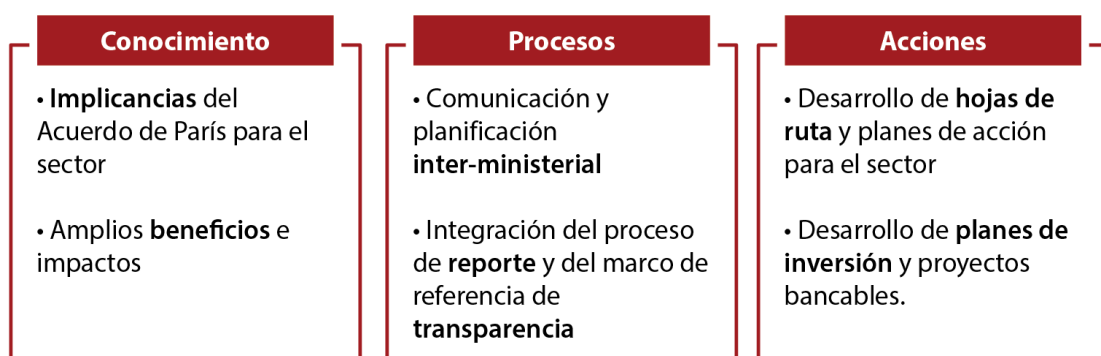 Conocimiento
• Implicancias del
Acuerdo de París para el
sector
• Amplios beneficios e
impactos
Procesos
• Comunicación y
planificación
inter-ministerial
• Integración del proceso
de reporte y del marco de
referencia de
transparencia
Acciones
• Desarrollo de hojas de
ruta y planes de acción
para el sector
• Desarrollo de planes de
inversión y proyectos
bancables.